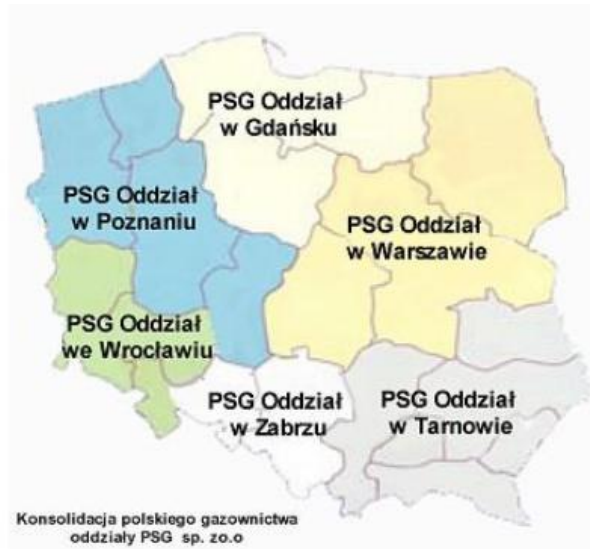 PSG Oddział
w Gdańsku
PSG Oddział
w Poznaniu
PSG Oddział
w Warszawie
PSG Oddział
we Wrocławiu
PSG Oddział
w Zabrzu
PSG Oddział
w Tarnowie
Konsolidacja polskiego gazownictwa
oddziały PSG sp. zo.o